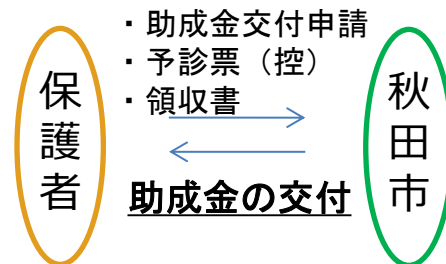 ・助成金交付申請
・予診票（控）
・領収書
保護者
秋田市
助成金の交付